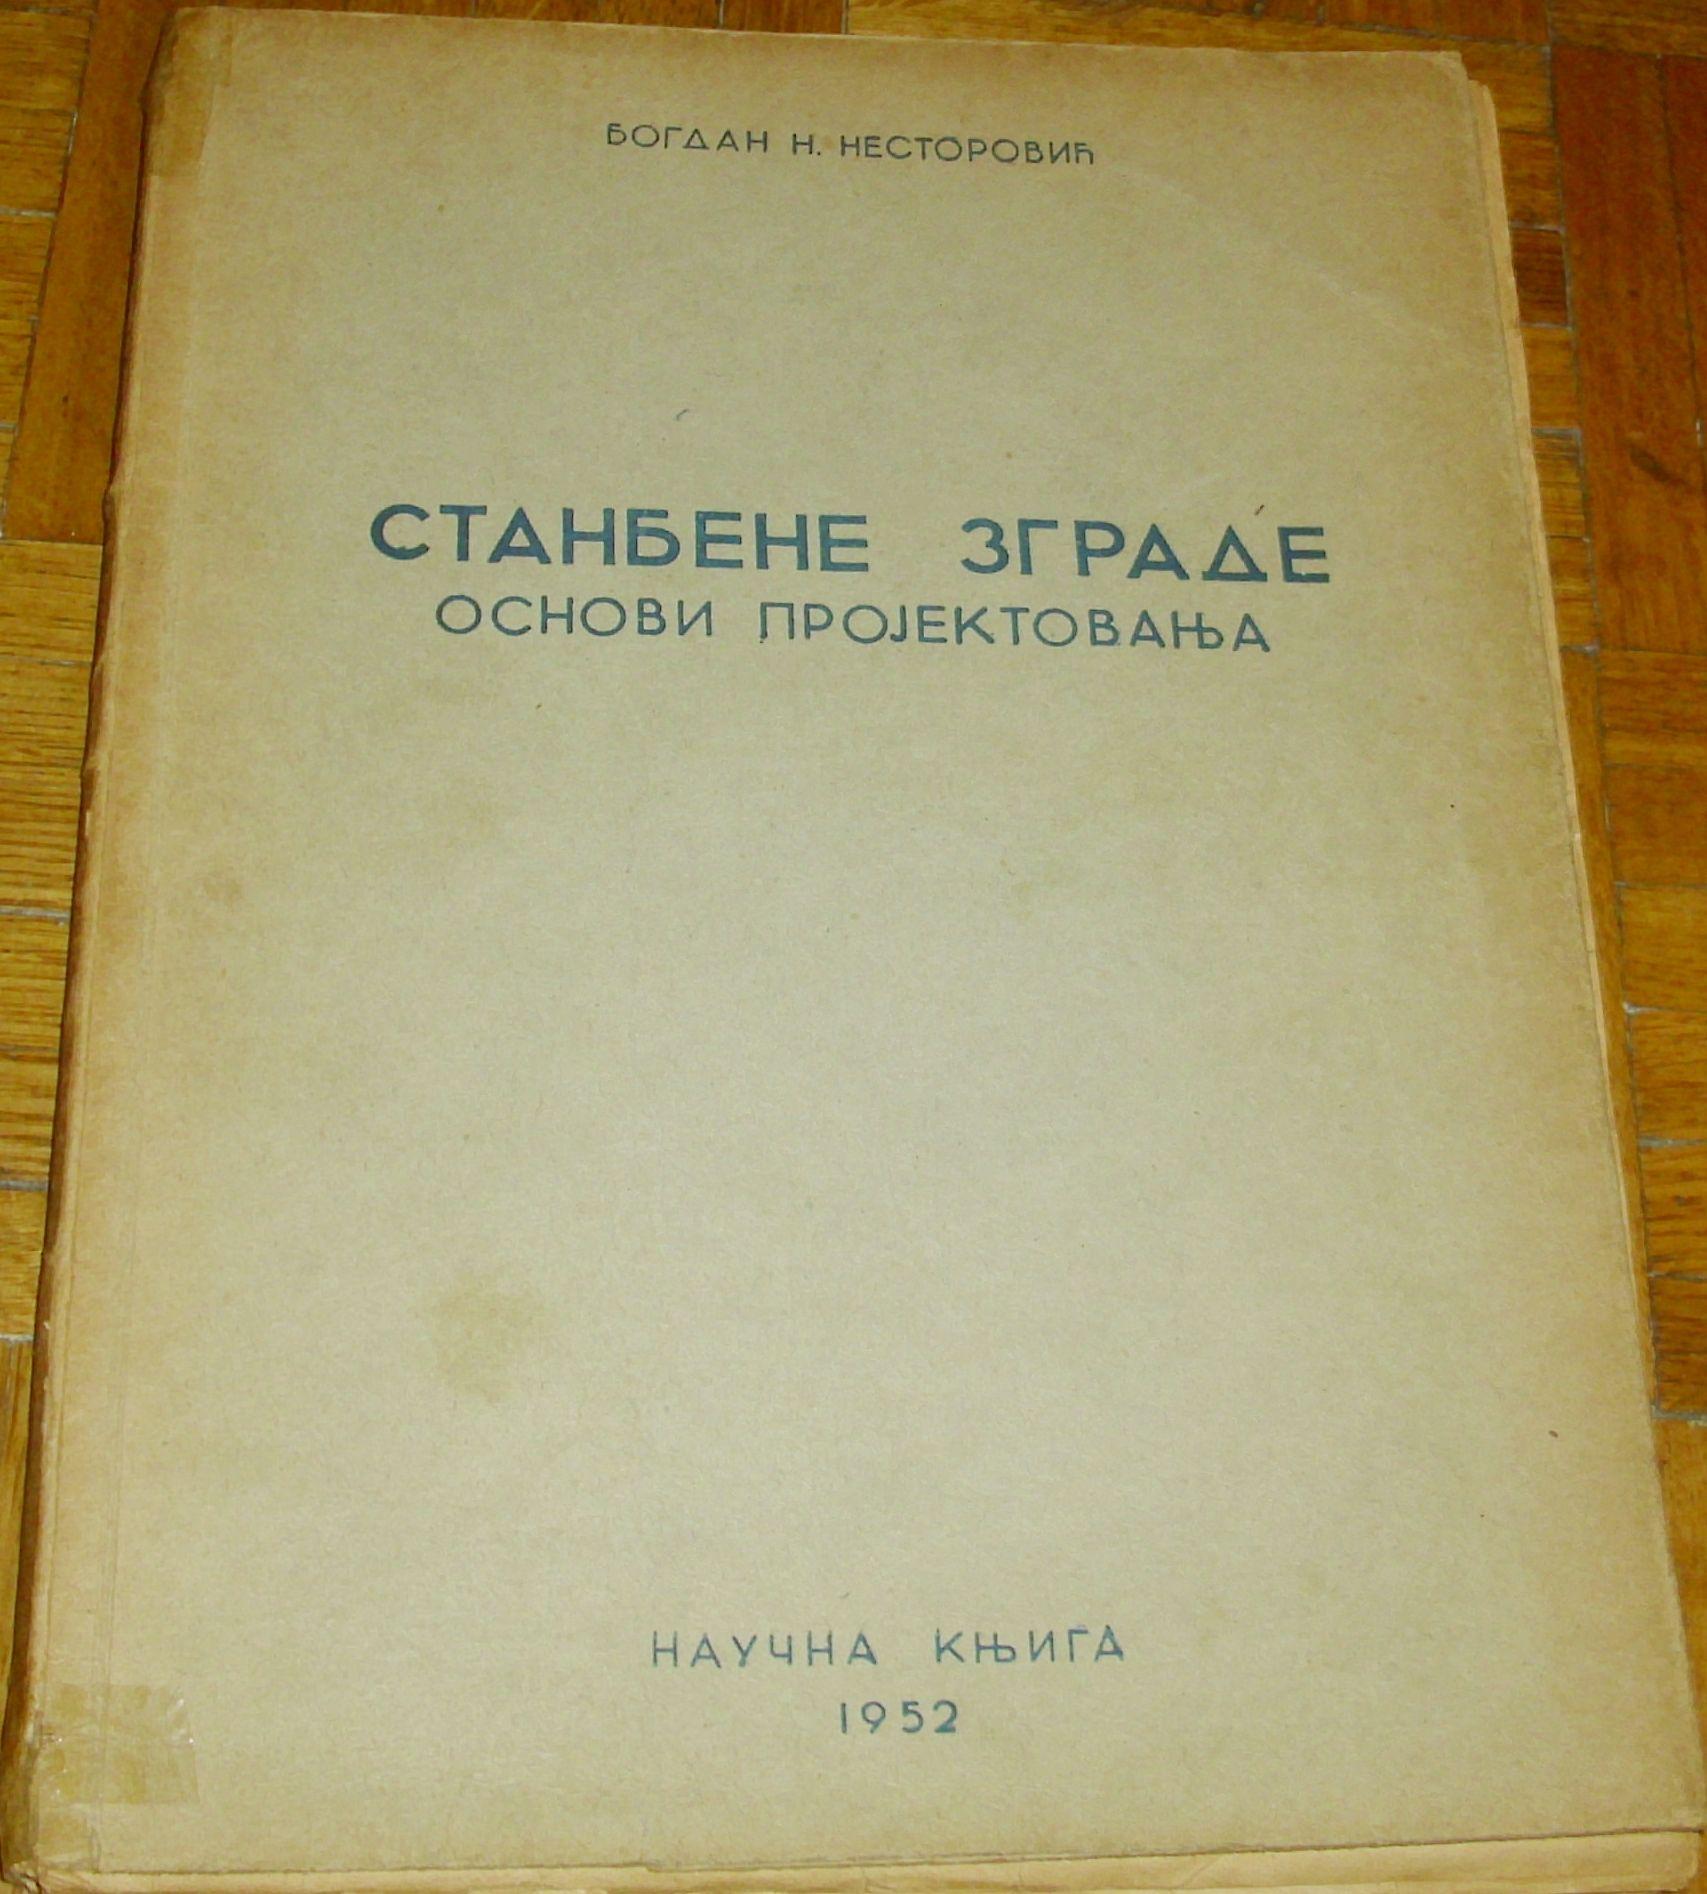 БОГДАН Н. НЕСТОРОВИЋ
СТАНБЕНЕ ЗГРАДЕ
ОСНОВИ ПРОЈЕКТОВАЊА
НАУЧНА КЊИГА
1952